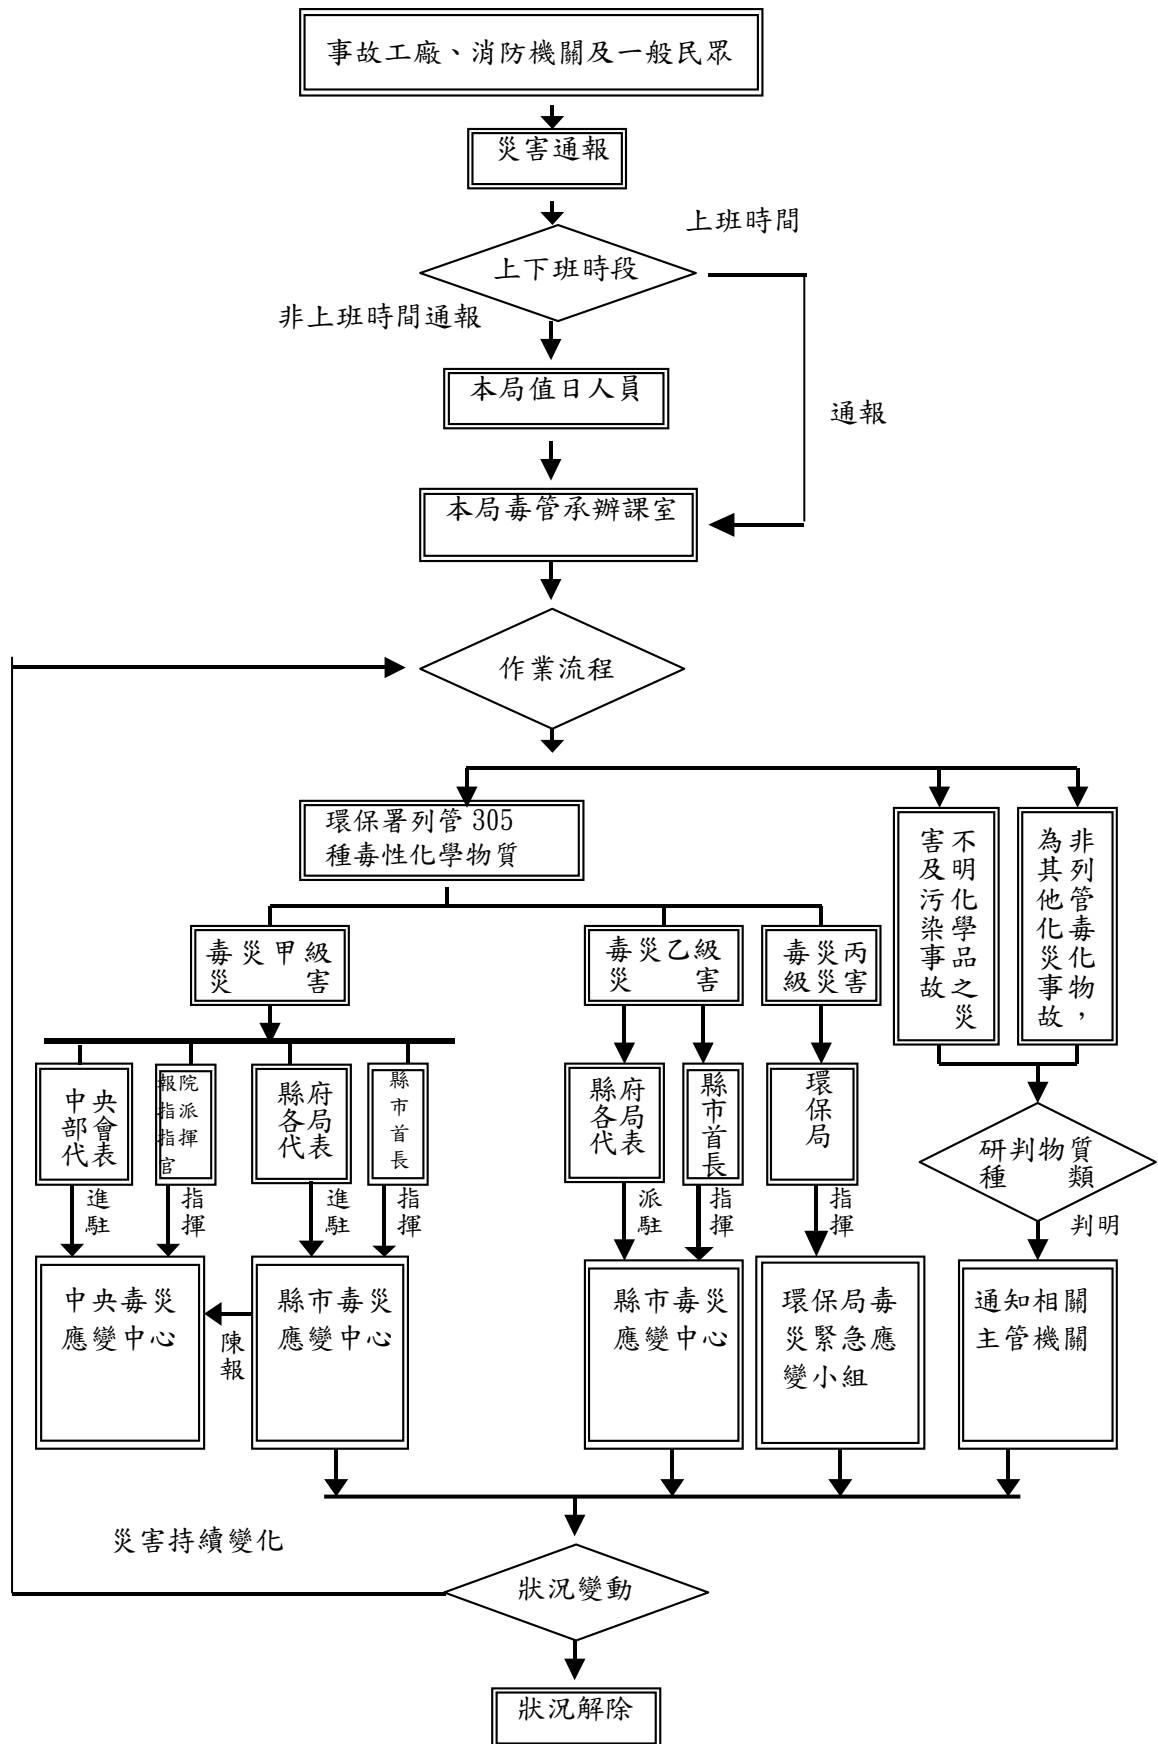 事故工廠、消防機關及一般民眾
災害通報
上班時間
上下班時段
非上班時間通報
本局值日人員
通報
本局毒管承辦課室
作業流程
環保署列管 305
種毒性化學物質
不明化學品之災
害及污染事故
非列管毒化物，
為其他化災事故
毒災甲級
災害
毒災乙級
災害
毒災丙
級災害
中央
部會
代表
報院
指派
指揮
官
縣府
各局
代表
縣市首長
縣府
各局
代表
縣市首長
環保局
研判物質
種類
進駐
指揮
進駐
指揮
派駐
指揮
指揮
判明
中央毒災
應變中心
陳報
縣市毒災
應變中心
縣市毒災
應變中心
環保局毒
災緊急應
變小組
通知相關
主管機關
災害持續變化
狀況變動
狀況解除